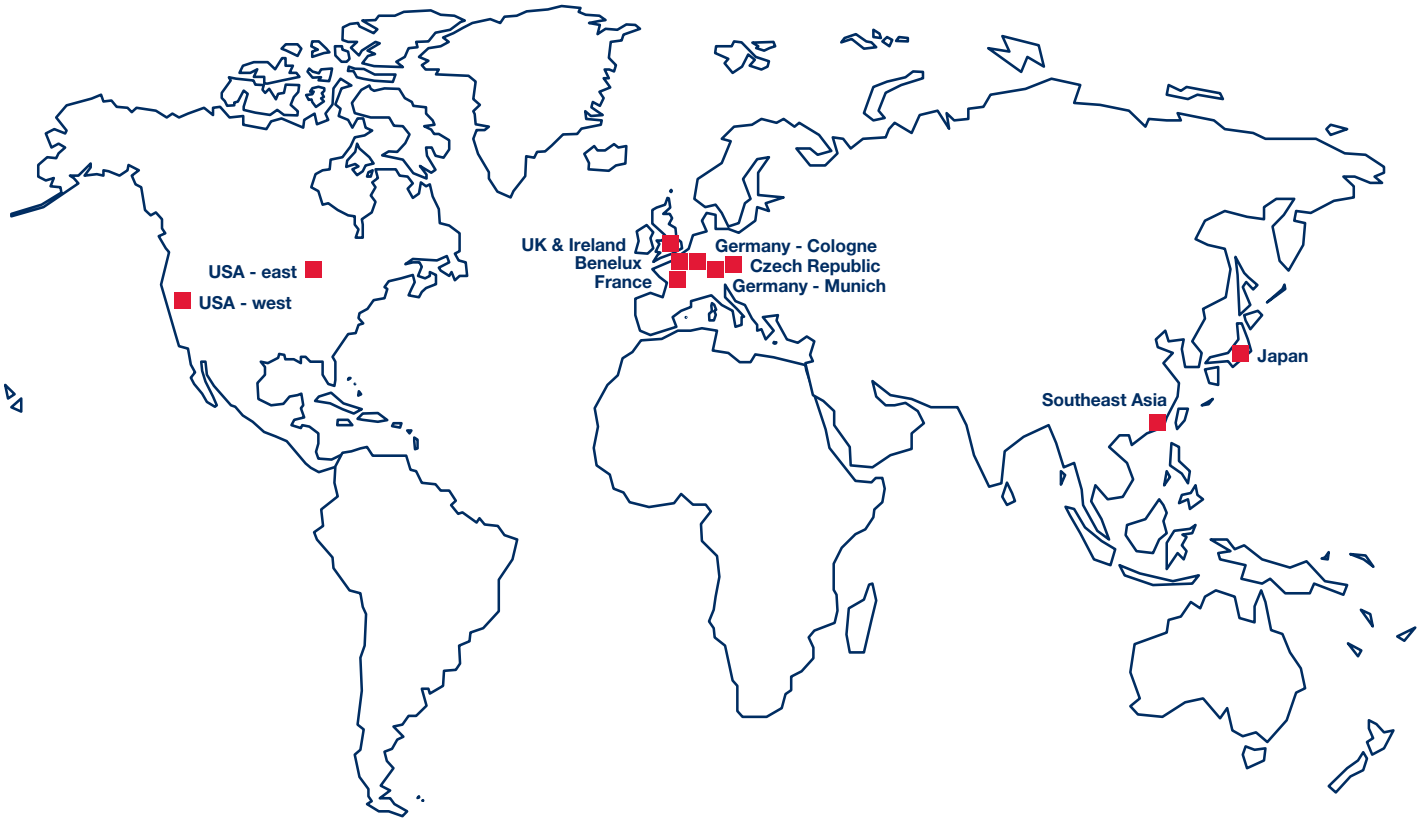 UK & Ireland
Germany - Cologne
Benelux
Czech Republic
USA - east
France
Germany - Munich
USA - west
Japan
Southeast Asia